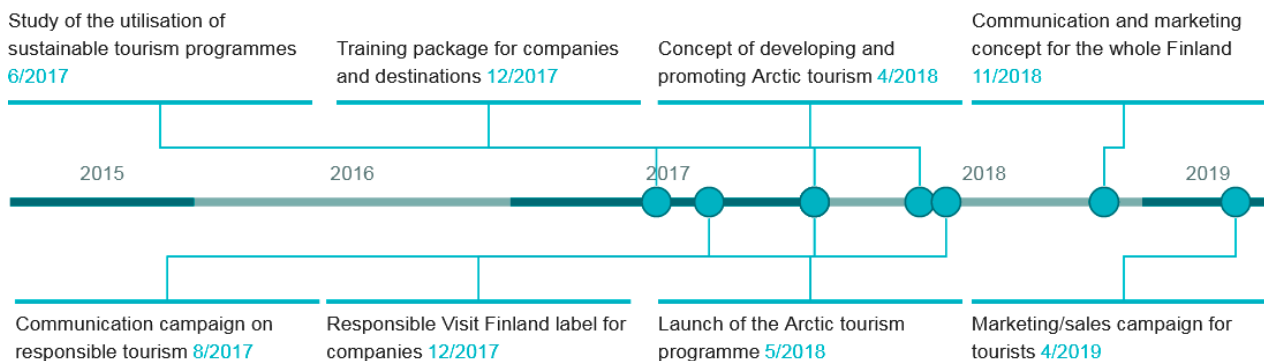 Study of the utilisation of
sustainable tourism programmes
6/2017
Training package for companies
and destinations 12/2017
Concept of developing and
promoting Arctic tourism 4/2018
Communication and marketing
concept for the whole Finland
11/2018
2015
2016
2017
2018
2019
Communication campaign on
responsible tourism 8/2017
Responsible Visit Finland label for
companies 12/2017
Launch of the Arctic tourism
programme 5/2018
Marketing/sales campaign for
tourists 4/2019